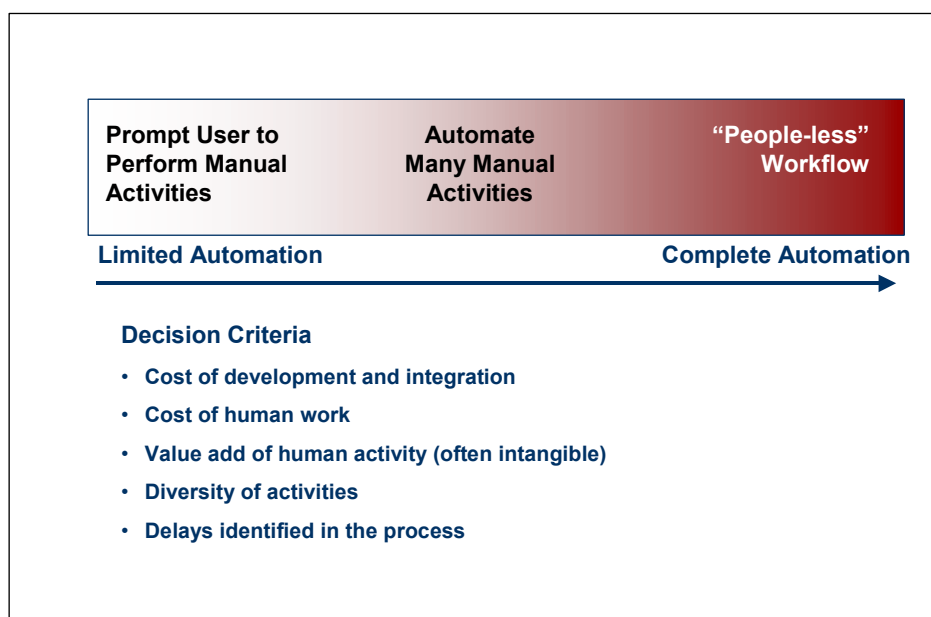 Prompt User to
Perform Manual
Activities
Automate
Many Manual
Activities
“People-less”
Workflow
Limited Automation
Complete Automation
Decision Criteria
• Cost of development and integration
• Cost of human work
• Value add of human activity (often intangible)
• Diversity of activities
• Delays identified in the process